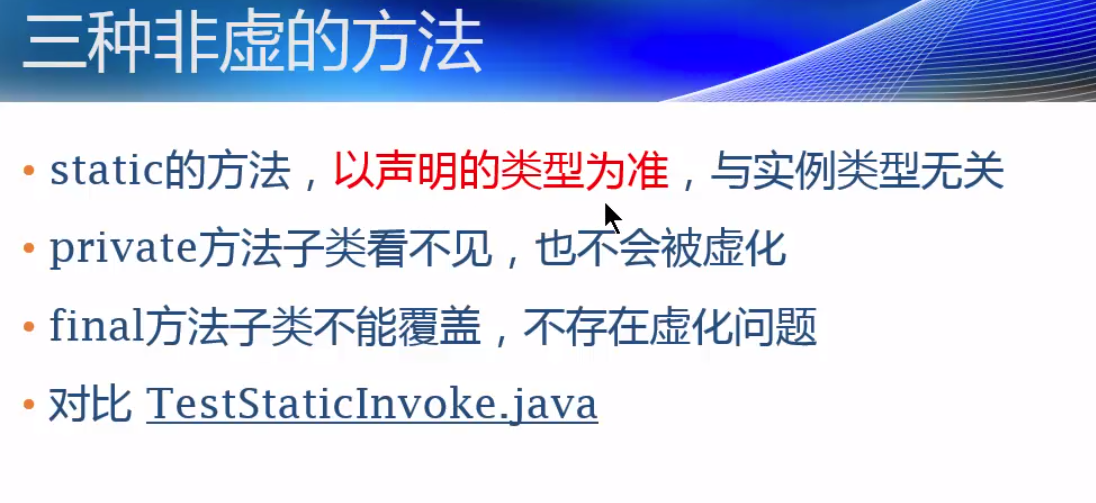 三种非虚的方法
• static的方法，以声明的类型为准，与实例类型无关
• private方法子类看不见，也不会被虚化
• final方法子类不能覆盖，不存在虚化问题
• 对比 TestStaticInvoke.java